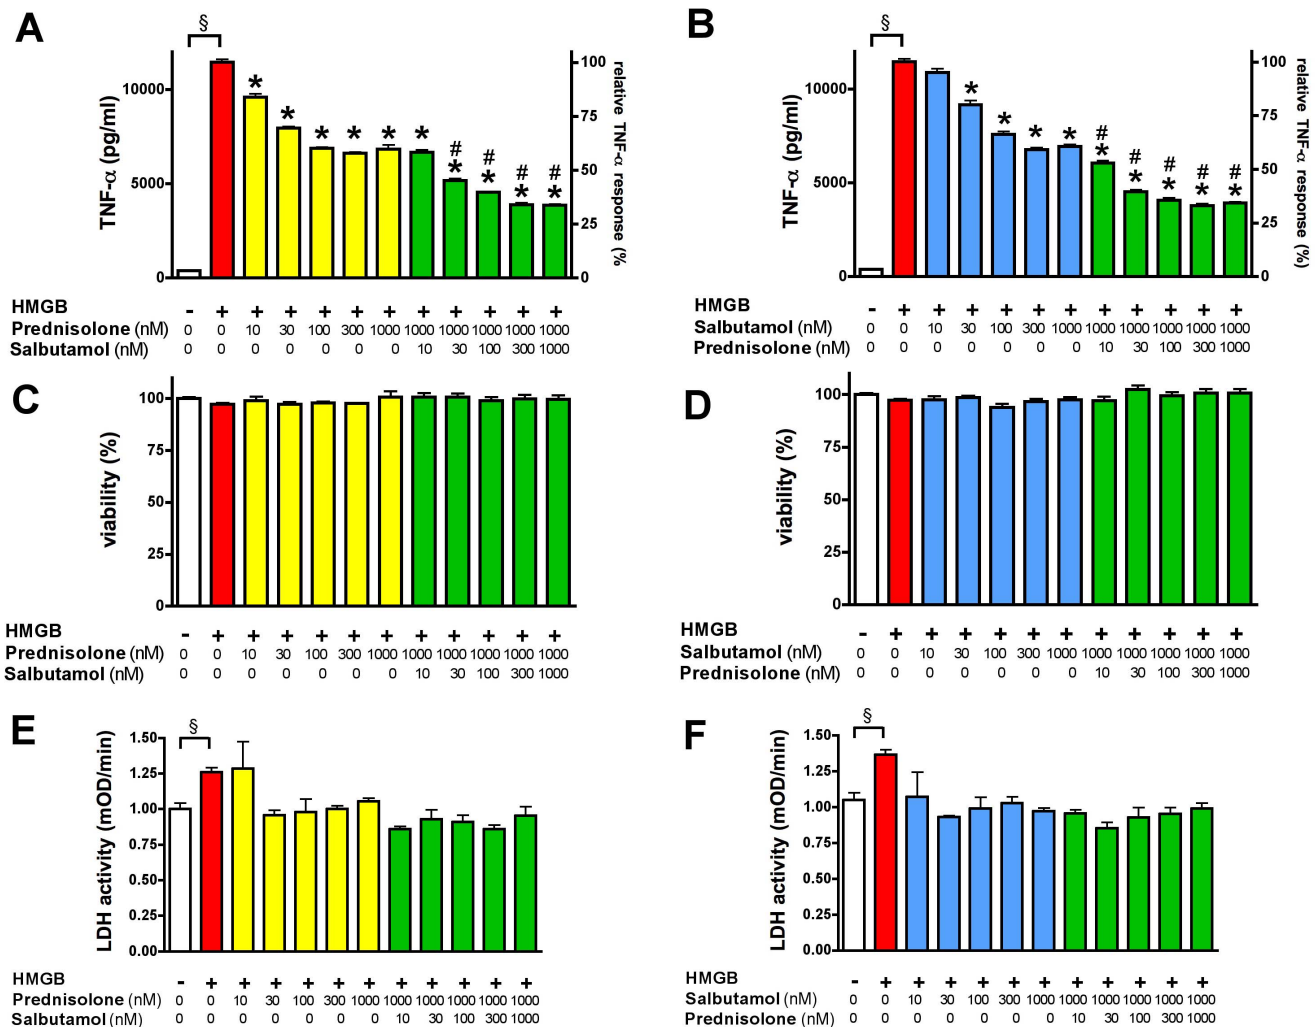 A
§
TNF-α (pg/ml)
10000
5000
0
* * * * * * #* #* #* #*
100
75
50
25
0
relative TNF-α response (%
HMGB - + + + + + + + + + + +
Prednisolone (nM) 0 0 10 30 100 300 1000 1000 1000 1000 1000 1000
Salbutamol (nM) 0 0 0 0 0 0 0 10 30 100 300 1000
B
§
TNF-α (pg/ml)
10000
5000
0
* * * * #* #* #* #* #*
100
75
50
25
0
relative TNF-α response (%)
HMGB - + + + + + + + + + + +
Salbutamol (nM) 0 0 10 30 100 300 1000 1000 1000 1000 1000 1000
Prednisolone (nM) 0 0 0 0 0 0 0 10 30 100 300 1000
C
viability (%)
100
75
50
25
0
HMGB - + + + + + + + + + + +
Prednisolone (nM) 0 0 10 30 100 300 1000 1000 1000 1000 1000 1000
Salbutamol (nM) 0 0 0 0 0 0 0 10 30 100 300 1000
D
viability (%)
100
75
50
25
0
HMGB - + + + + + + + + + + +
Salbutamol (nM) 0 0 10 30 100 300 1000 1000 1000 1000 1000 1000
Prednisolone (nM) 0 0 0 0 0 0 0 10 30 100 300 1000
E
§
LDH activity (mOD/min)
1.50
1.25
1.00
0.75
0.50
0.25
0.00
HMGB - + + + + + + + + + + +
Prednisolone (nM) 0 0 10 30 100 300 1000 1000 1000 1000 1000 1000
Salbutamol (nM) 0 0 0 0 0 0 0 10 30 100 300 1000
F
§
LDH activity (mOD/min)
1.50
1.25
1.00
0.75
0.50
0.25
0.00
HMGB - + + + + + + + + + + +
Salbutamol (nM) 0 0 10 30 100 300 1000 1000 1000 1000 1000 1000
Prednisolone (nM) 0 0 0 0 0 0 0 10 30 100 300 1000